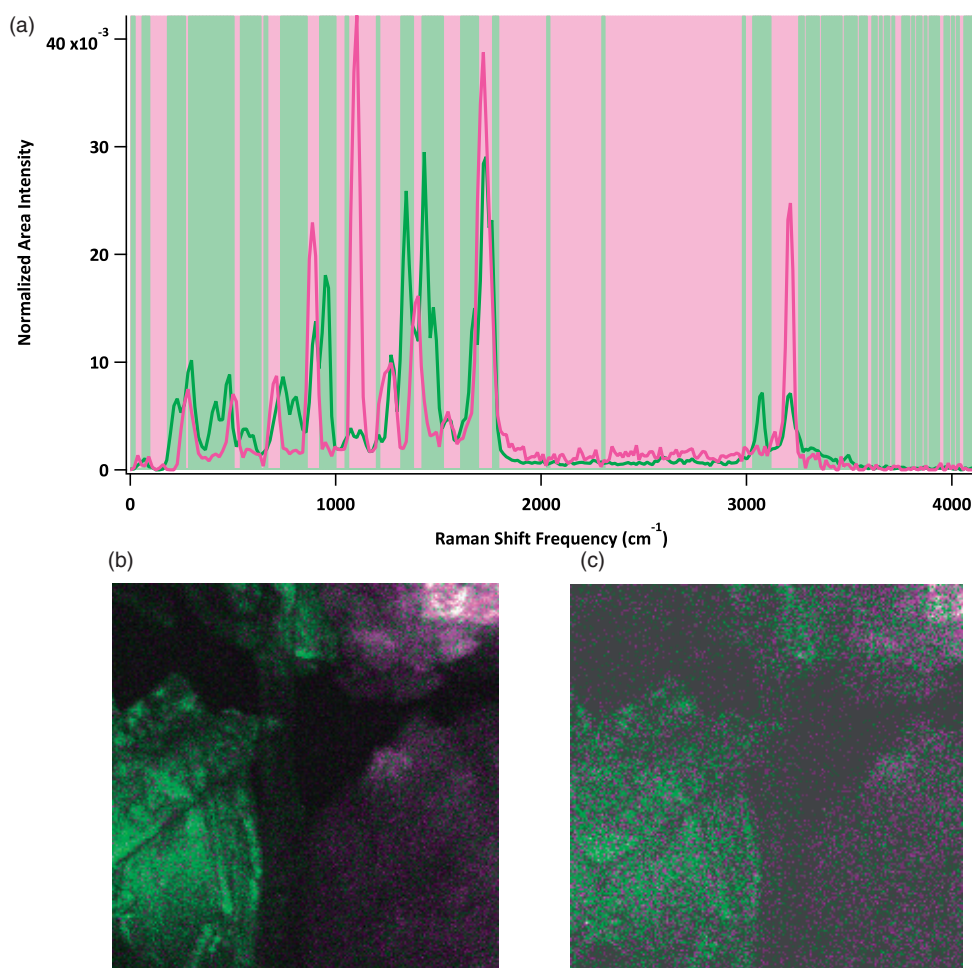 (a)
40 x10⁻³
30
20
10
0
Normalized Area Intensity
0 1000 2000 3000 4000
Raman Shift Frequency (cm⁻¹)
(b) (c)